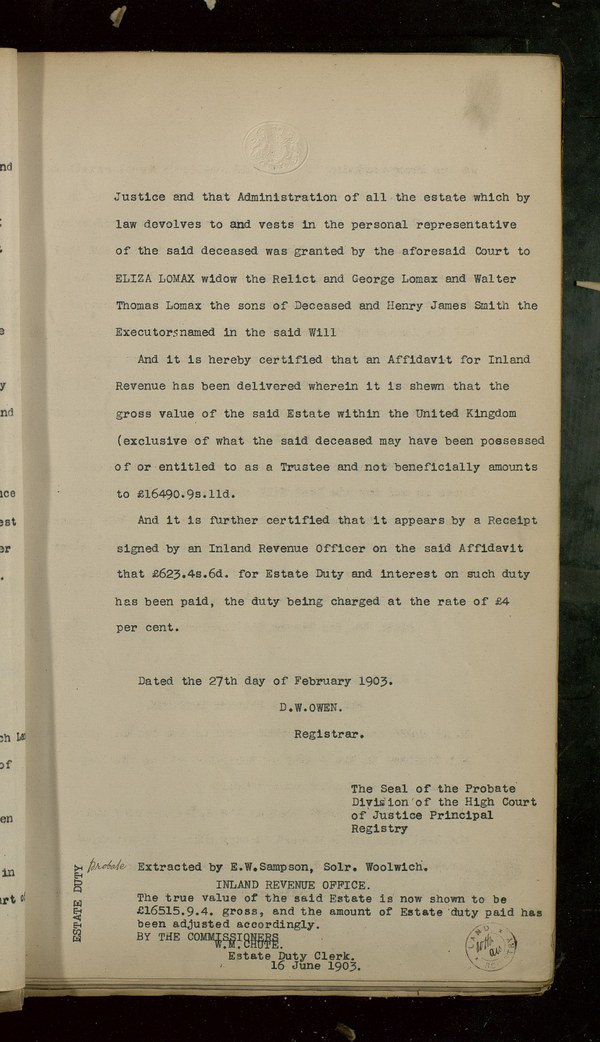 Justice and that Administration of all the estate which by
law devolves to and vests in the personal representative
of the said deceased was granted by the aforesaid Court to
ELIZA LOMAX widow the Relict and George Lomax and Walter
Thomas Lomax the sons of Deceased and Henry James Smith the
Executors named in the said Will
And it is hereby certified that an Affidavit for Inland
Revenue has been delivered wherein it is shewn that the
gross value of the said Estate within the United Kingdom
(exclusive of what the said deceased may have been possessed
of or entitled to as a Trustee and not beneficially amounts
to £16490.9s.11d.
And it is further certified that it appears by a Receipt
signed by an Inland Revenue Officer on the said Affidavit
that £623.4s.6d. for Estate Duty and interest on such duty
has been paid, the duty being charged at the rate of £4
per cent.
Dated the 27th day of February 1903.
D.W.OWEN.
Registrar.
The Seal of the Probate
Division of the High Court
of Justice Principal
Registry
ESTATE DUTY
Probate
Extracted by E.W.Sampson, Solr. Woolwich.
INLAND REVENUE OFFICE.
The true value of the said Estate is now shown to be
£16515.9.4. gross, and the amount of Estate duty paid has
been adjusted accordingly.
BY THE COMMISSIONERS
W.M.CHUTE.
Estate Duty Clerk.
16 June 1903.